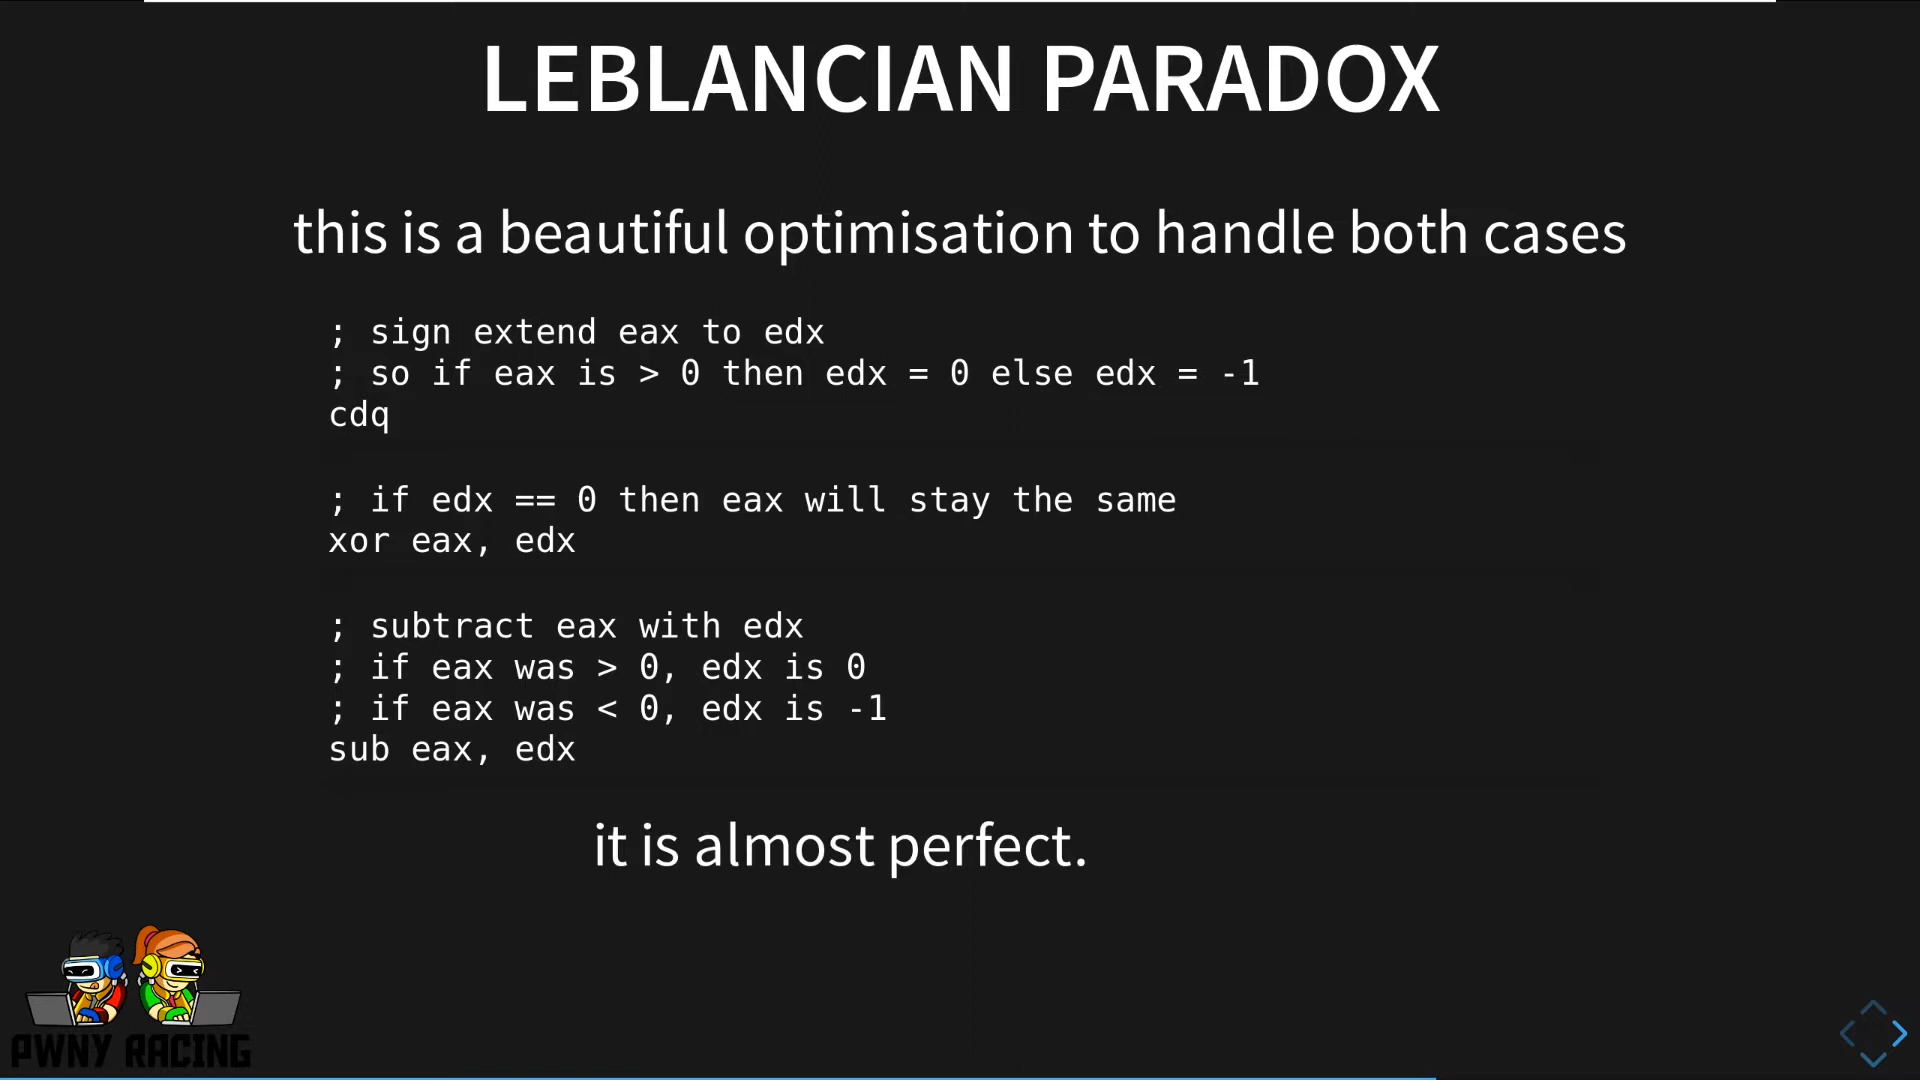 LEBLANCIAN PARADOX
this is a beautiful optimisation to handle both cases
; sign extend eax to edx
; so if eax is > 0 then edx = 0 else edx = -1
cdq
; if edx == 0 then eax will stay the same
xor eax, edx
; subtract eax with edx
; if eax was > 0, edx is 0
; if eax was < 0, edx is -1
sub eax, edx
it is almost perfect.
PWNY RACING